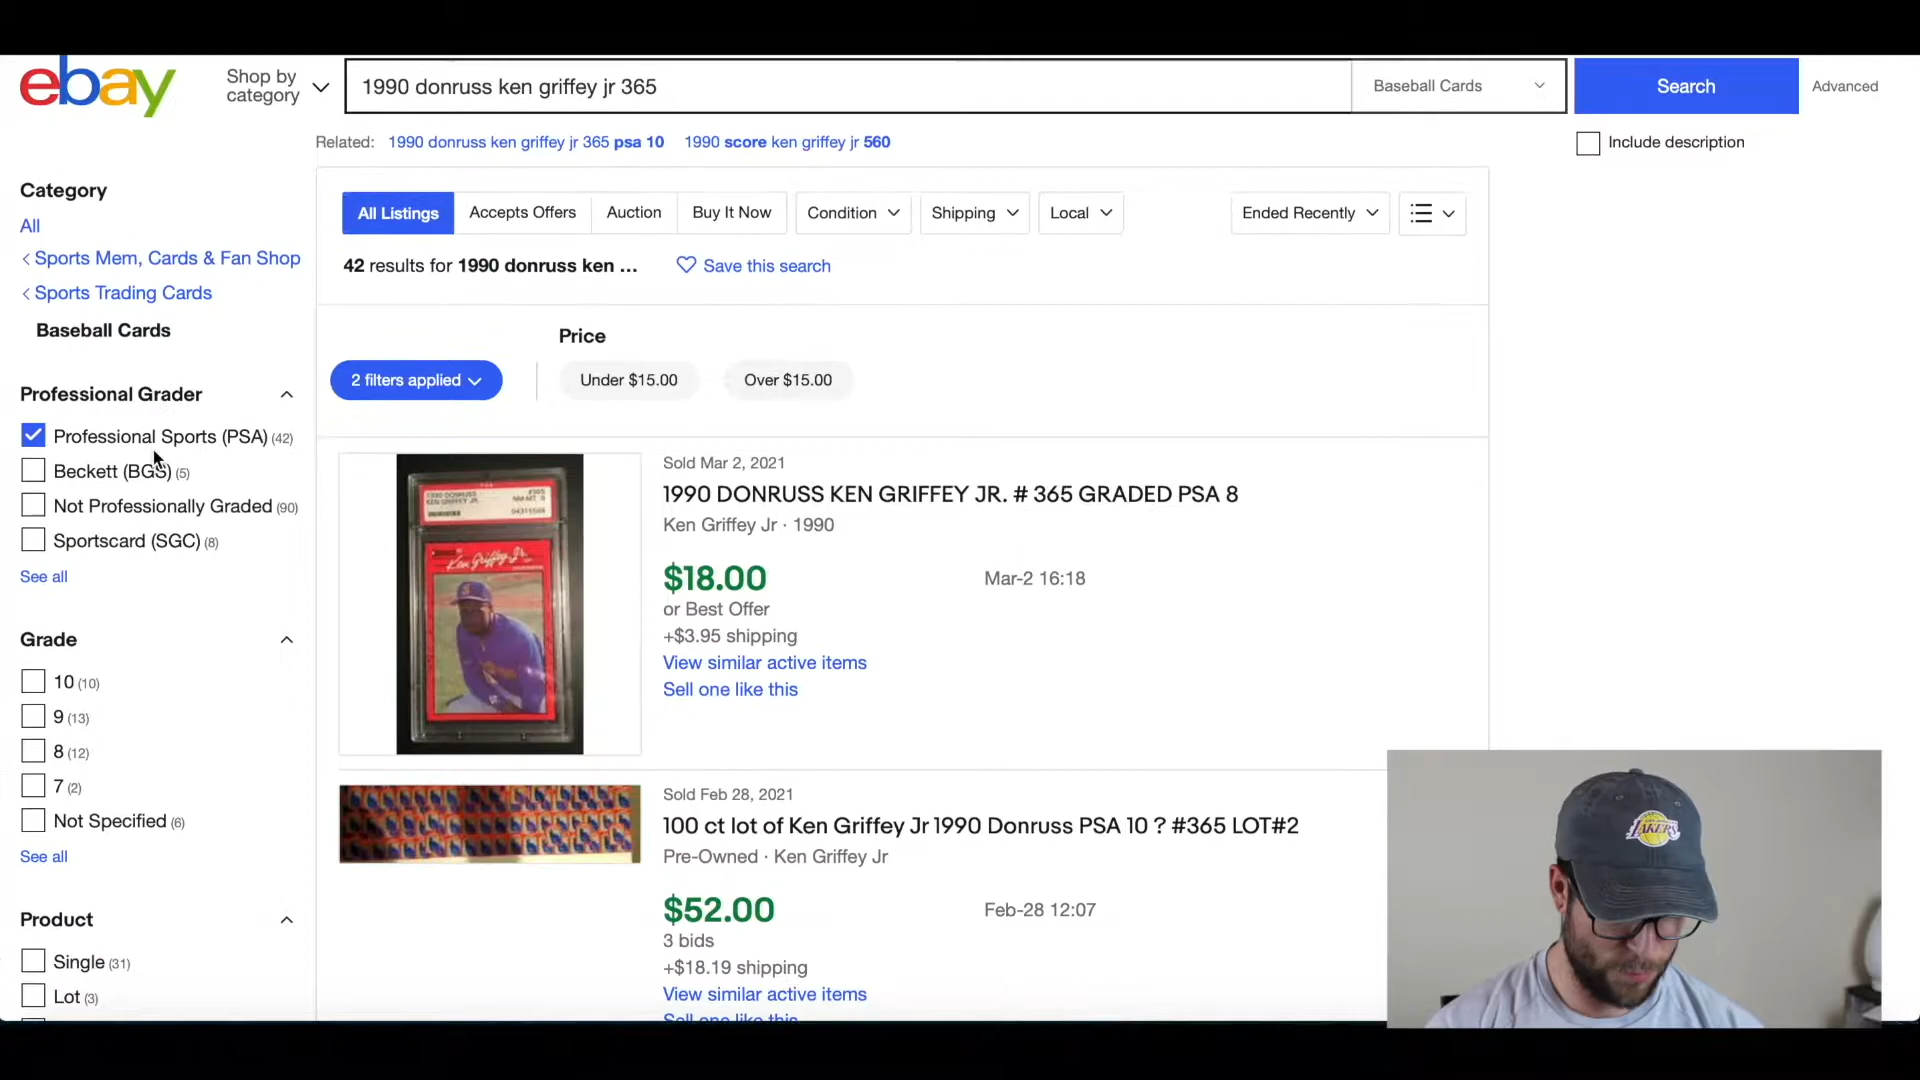 ebay
Shop by
category
1990 donruss ken griffey jr 365
Baseball Cards
Search
Advanced
Related: 1990 donruss ken griffey jr 365 psa 10 1990 score ken griffey jr 560
Include description
Category
All
Sports Mem, Cards & Fan Shop
Sports Trading Cards
Baseball Cards
Professional Grader
Professional Sports (PSA) (42)
Beckett (BGS) (5)
Not Professionally Graded (90)
Sportscard (SGC) (8)
See all
Grade
10 (10)
9 (13)
8 (12)
7 (2)
Not Specified (6)
See all
Product
Single (31)
Lot (3)
All Listings
Accepts Offers
Auction
Buy It Now
Condition
Shipping
Local
Ended Recently
42 results for 1990 donruss ken ...
Save this search
Price
2 filters applied
Under $15.00
Over $15.00
Sold Mar 2, 2021
1990 DONRUSS KEN GRIFFEY JR. # 365 GRADED PSA 8
Ken Griffey Jr · 1990
$18.00
Mar-2 16:18
or Best Offer
+$3.95 shipping
View similar active items
Sell one like this
Sold Feb 28, 2021
100 ct lot of Ken Griffey Jr 1990 Donruss PSA 10 ? #365 LOT#2
Pre-Owned · Ken Griffey Jr
$52.00
Feb-28 12:07
3 bids
+$18.19 shipping
View similar active items
Sell one like this
Ken Griffey Jr.
LAKERS